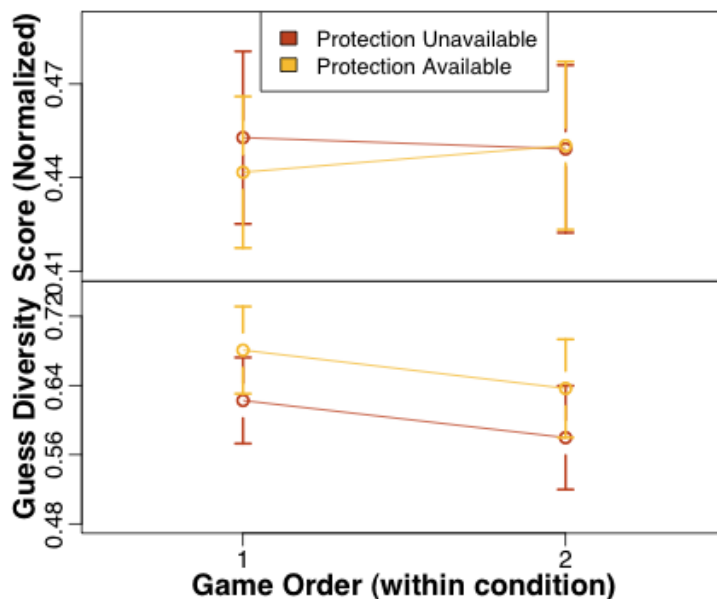 Protection Unavailable
Protection Available
Score (Normalized)
0.47
0.44
0.41
Guess Diversity
0.720
0.64
0.56
0.48
1
2
Game Order (within condition)